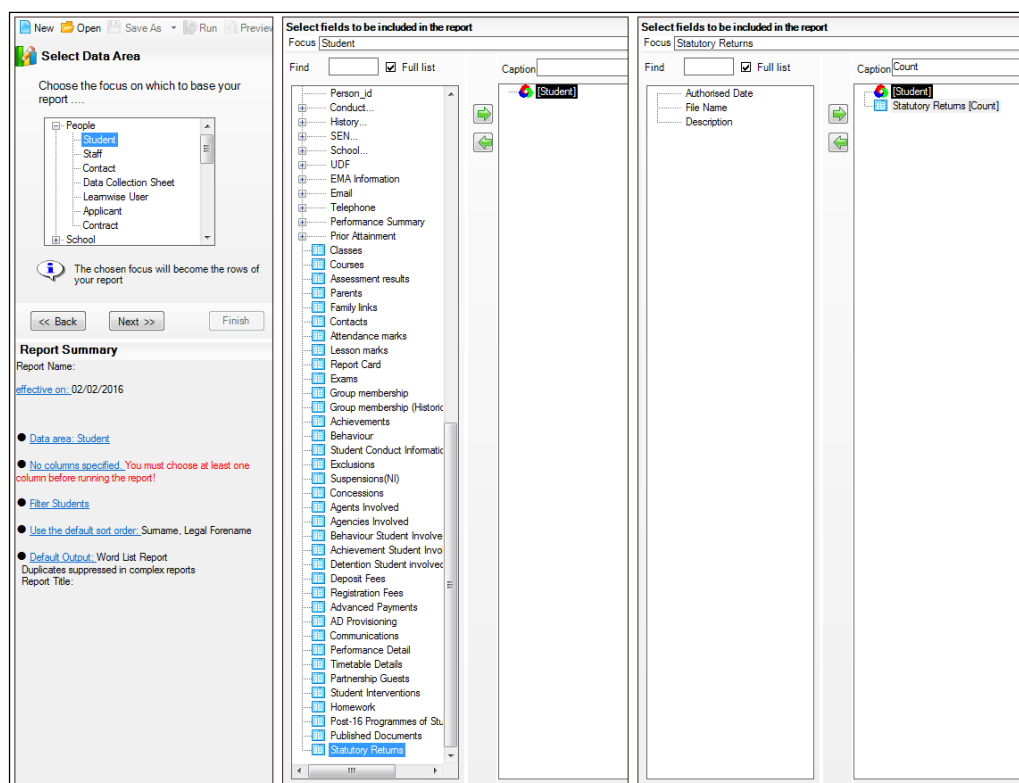 New Open Save As Run Preview
Select Data Area
Choose the focus on which to base your
report ....
People
Student
Staff
Contact
Data Collection Sheet
Learnwise User
Applicant
Contract
School
The chosen focus will become the rows of
your report
<< Back Next >> Finish
Report Summary
Report Name:
effective on: 02/02/2016
Data area: Student
No columns specified. You must choose at least one
column before running the report!
Filter Students
Use the default sort order: Surname, Legal Forename
Default Output: Word List Report
Duplicates suppressed in complex reports
Report Title:
Select fields to be included in the report
Focus Student
Find Full list Caption
Person_id
Conduct...
History...
SEN...
School...
UDF
EMA Information
Email
Telephone
Performance Summary
Prior Attainment
Classes
Courses
Assessment results
Parents
Family links
Contacts
Attendance marks
Lesson marks
Report Card
Exams
Group membership
Group membership (Historic
Achievements
Behaviour
Student Conduct Informatic
Exclusions
Suspensions(NI)
Concessions
Agents Involved
Agencies Involved
Behaviour Student Involve
Achievement Student Invo
Detention Student involvec
Deposit Fees
Registration Fees
Advanced Payments
AD Provisioning
Communications
Performance Detail
Timetable Details
Partnership Guests
Student Interventions
Homework
Post-16 Programmes of Stu
Published Documents
Statutory Returns
[Student]
Select fields to be included in the report
Focus Statutory Returns
Find Full list Caption Count
Authorised Date
File Name
Description
[Student]
Statutory Returns [Count]